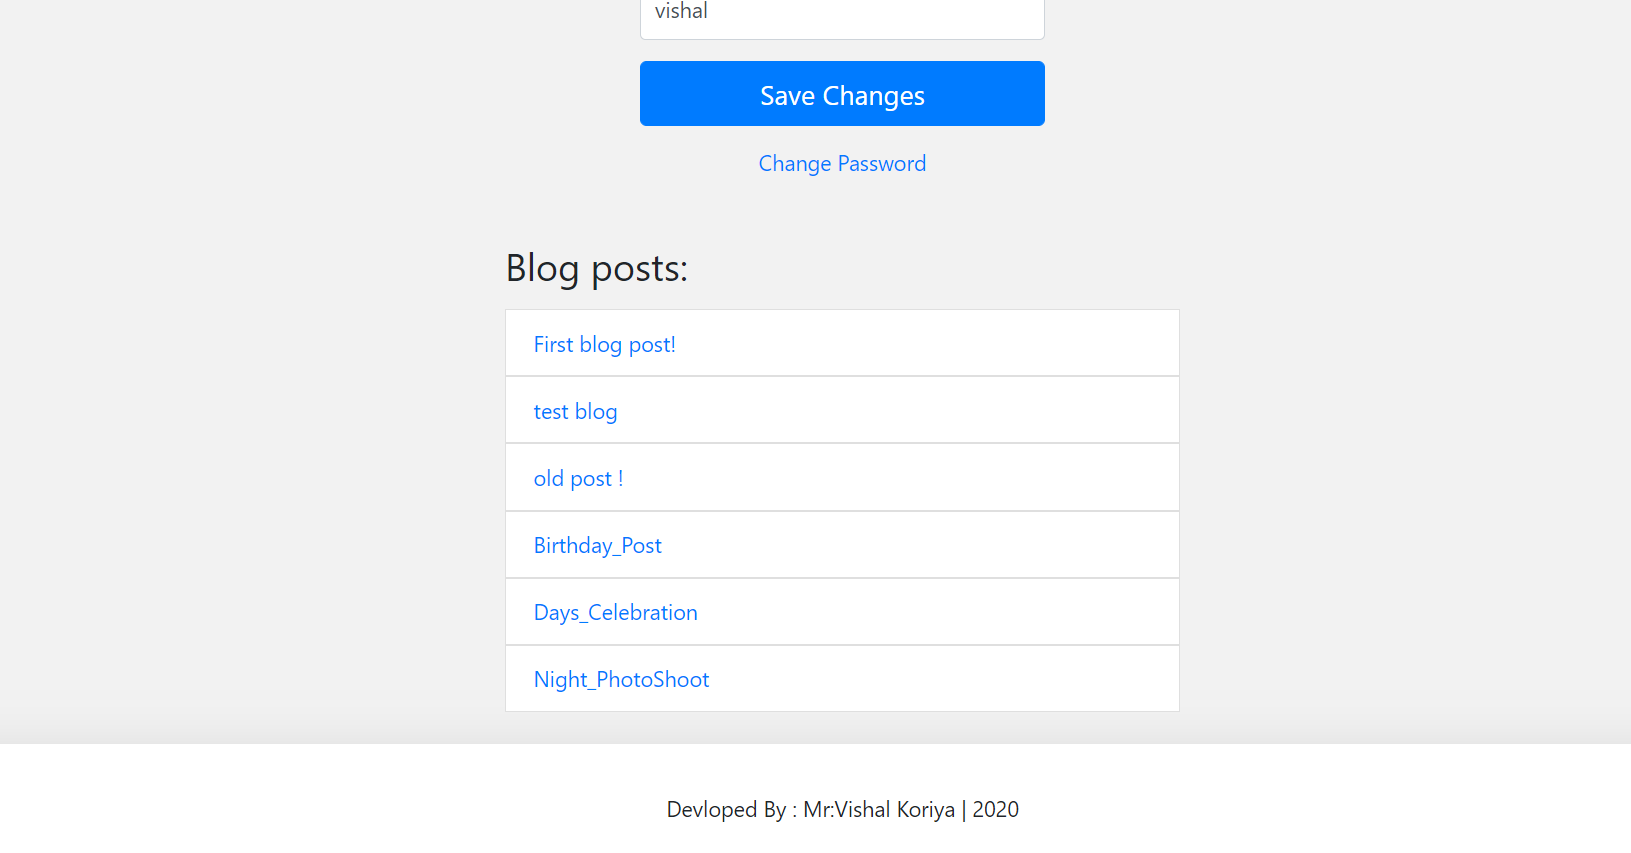 vishal
Save Changes
Change Password
Blog posts:
First blog post!
test blog
old post !
Birthday_Post
Days_Celebration
Night_PhotoShoot
Devloped By : Mr:Vishal Koriya | 2020